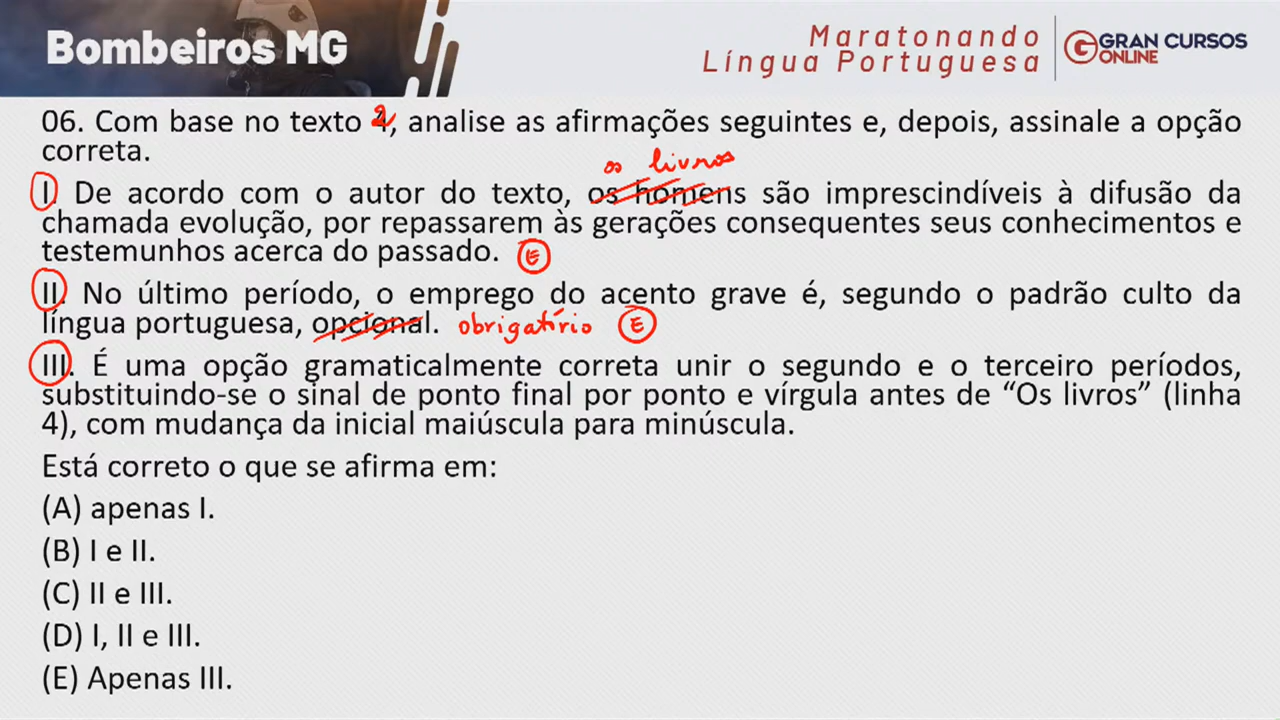 Bombeiros MG
Maratonando
Língua Portuguesa
GRAN CURSOS
ONLINE
06. Com base no texto 2, analise as afirmações seguintes e, depois, assinale a opção
correta.
os livros
I. De acordo com o autor do texto, os homens são imprescindíveis à difusão da
chamada evolução, por repassarem às gerações consequentes seus conhecimentos e
testemunhos acerca do passado. E
II. No último período, o emprego do acento grave é, segundo o padrão culto da
língua portuguesa, opcional. obrigatório E
III. É uma opção gramaticalmente correta unir o segundo e o terceiro períodos,
substituindo-se o sinal de ponto final por ponto e vírgula antes de “Os livros” (linha
4), com mudança da inicial maiúscula para minúscula.
Está correto o que se afirma em:
(A) apenas I.
(B) I e II.
(C) II e III.
(D) I, II e III.
(E) Apenas III.